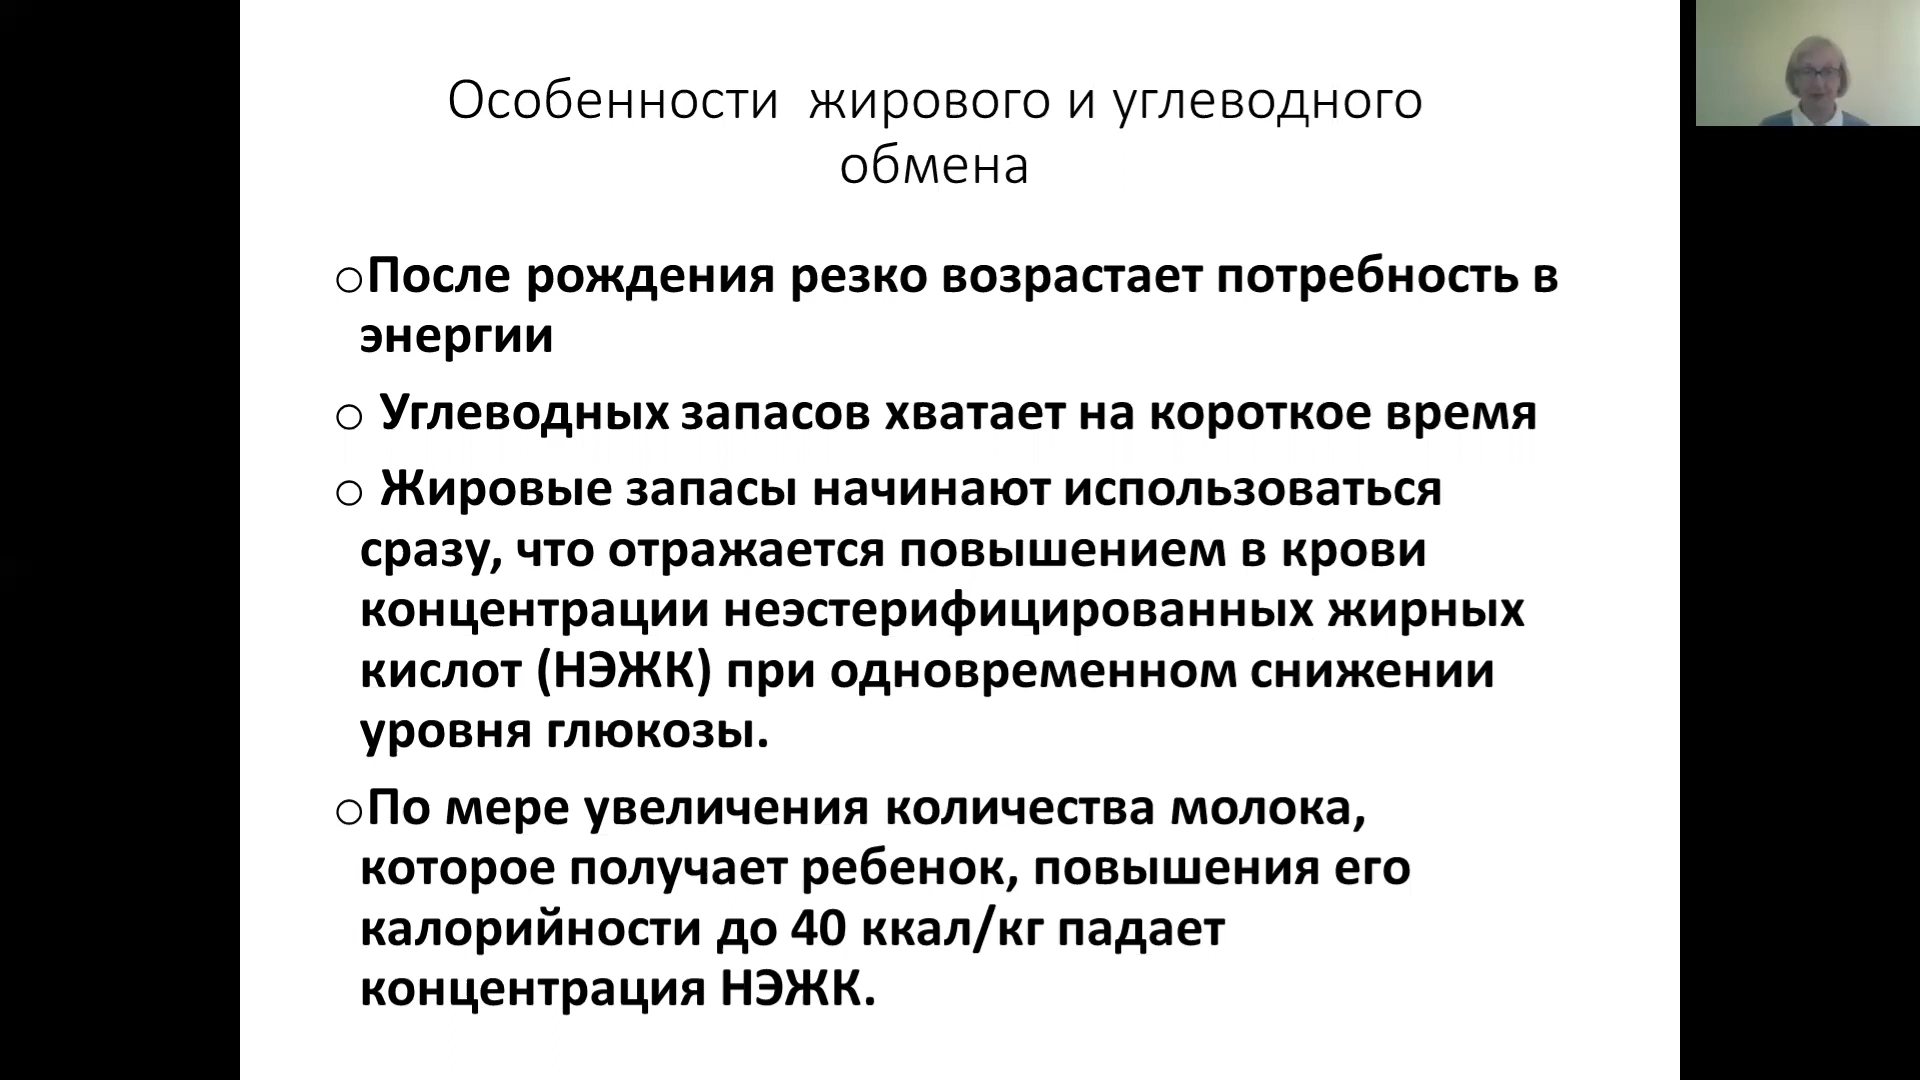 Особенности жирового и углеводного
обмена
оПосле рождения резко возрастает потребность в
энергии
о Углеводных запасов хватает на короткое время
о Жировые запасы начинают использоваться
сразу, что отражается повышением в крови
концентрации неэстерифицированных жирных
кислот (НЭЖК) при одновременном снижении
уровня глюкозы.
оПо мере увеличения количества молока,
которое получает ребенок, повышения его
калорийности до 40 ккал/кг падает
концентрация НЭЖК.